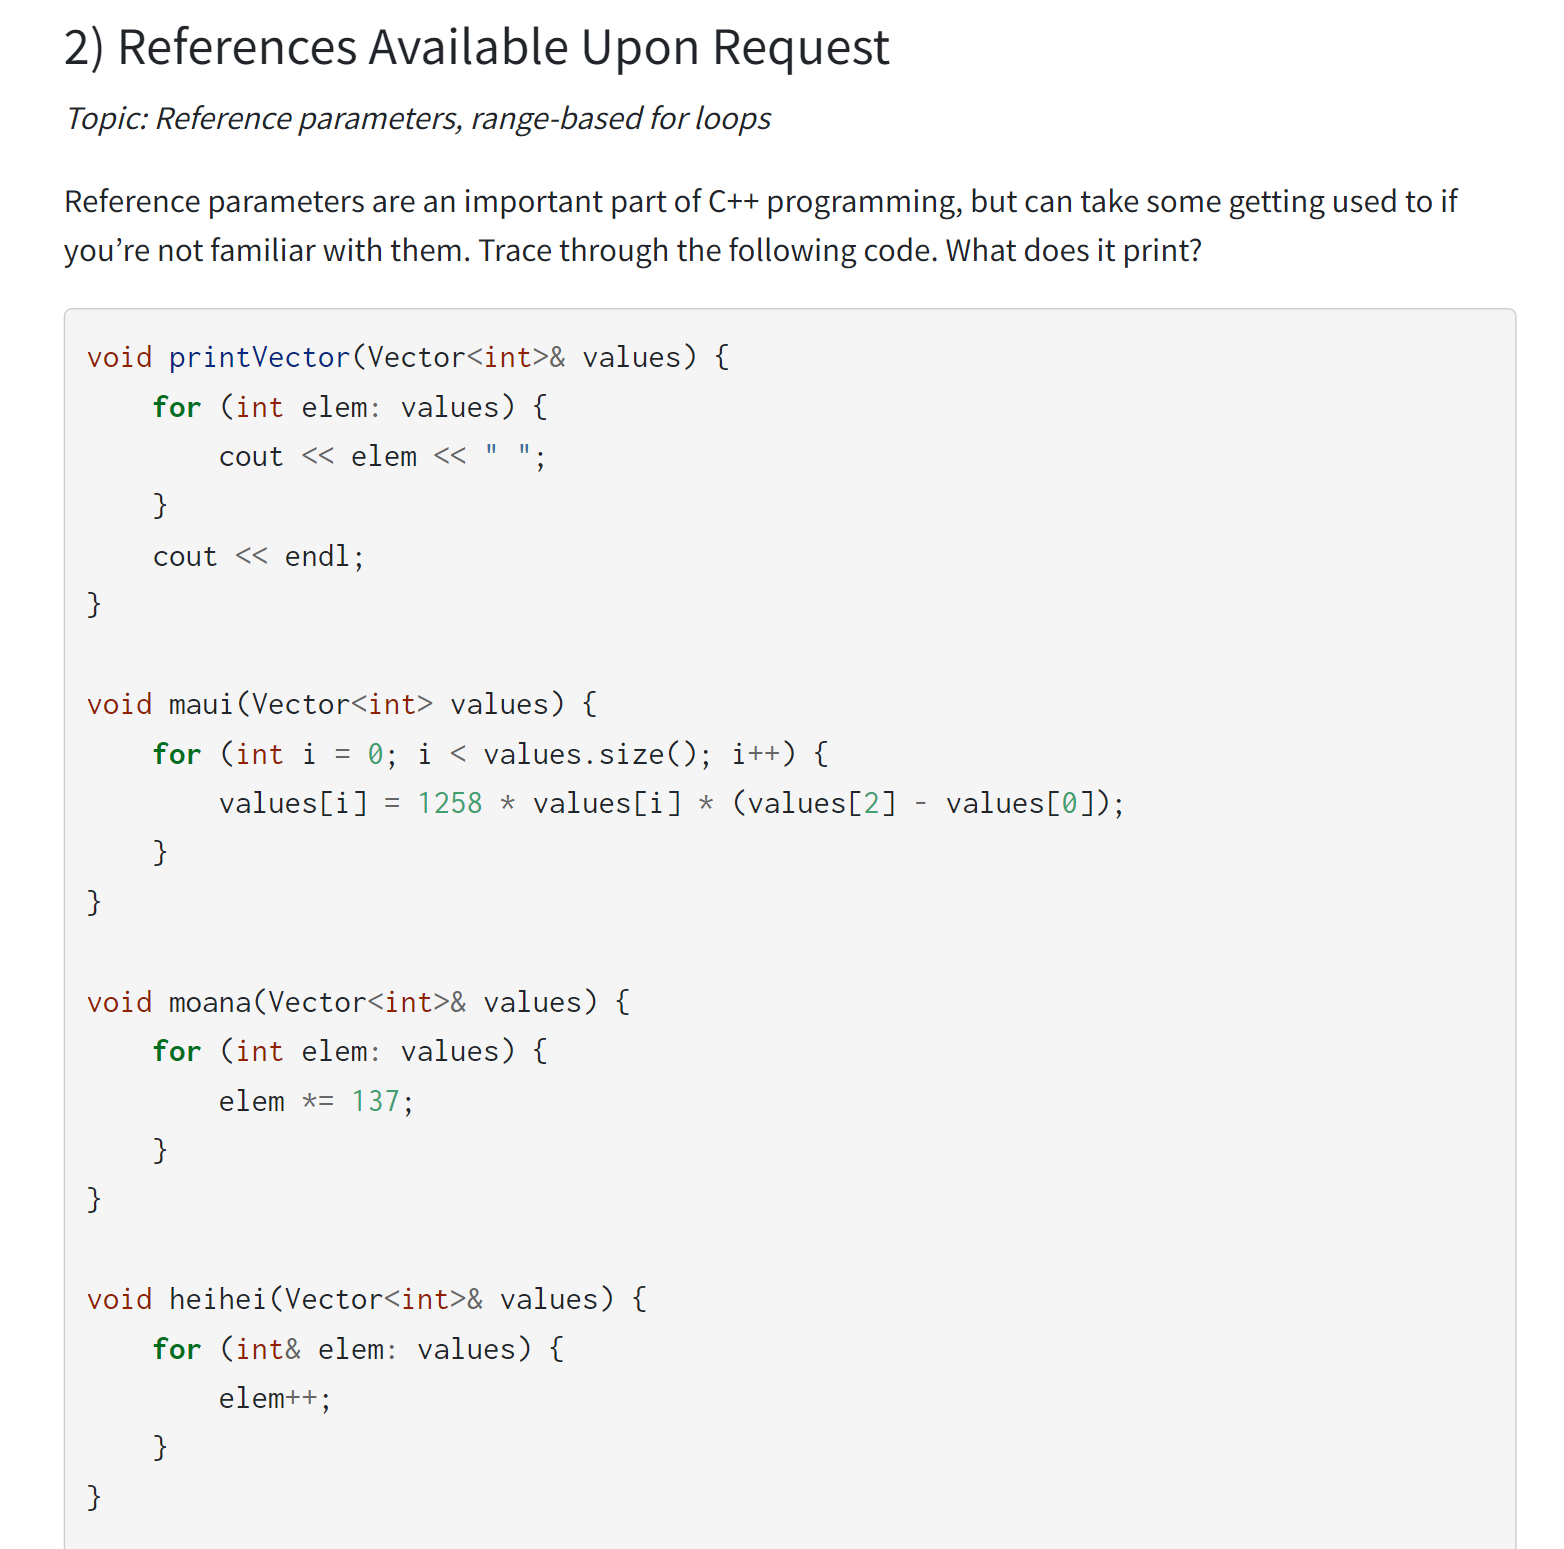 2) References Available Upon Request
Topic: Reference parameters, range-based for loops
Reference parameters are an important part of C++ programming, but can take some getting used to if
you’re not familiar with them. Trace through the following code. What does it print?
void printVector(Vector<int>& values) {
    for (int elem: values) {
        cout << elem << " ";
    }
    cout << endl;
}
void maui(Vector<int> values) {
    for (int i = 0; i < values.size(); i++) {
        values[i] = 1258 * values[i] * (values[2] - values[0]);
    }
}
void moana(Vector<int>& values) {
    for (int elem: values) {
        elem *= 137;
    }
}
void heihei(Vector<int>& values) {
    for (int& elem: values) {
        elem++;
    }
}